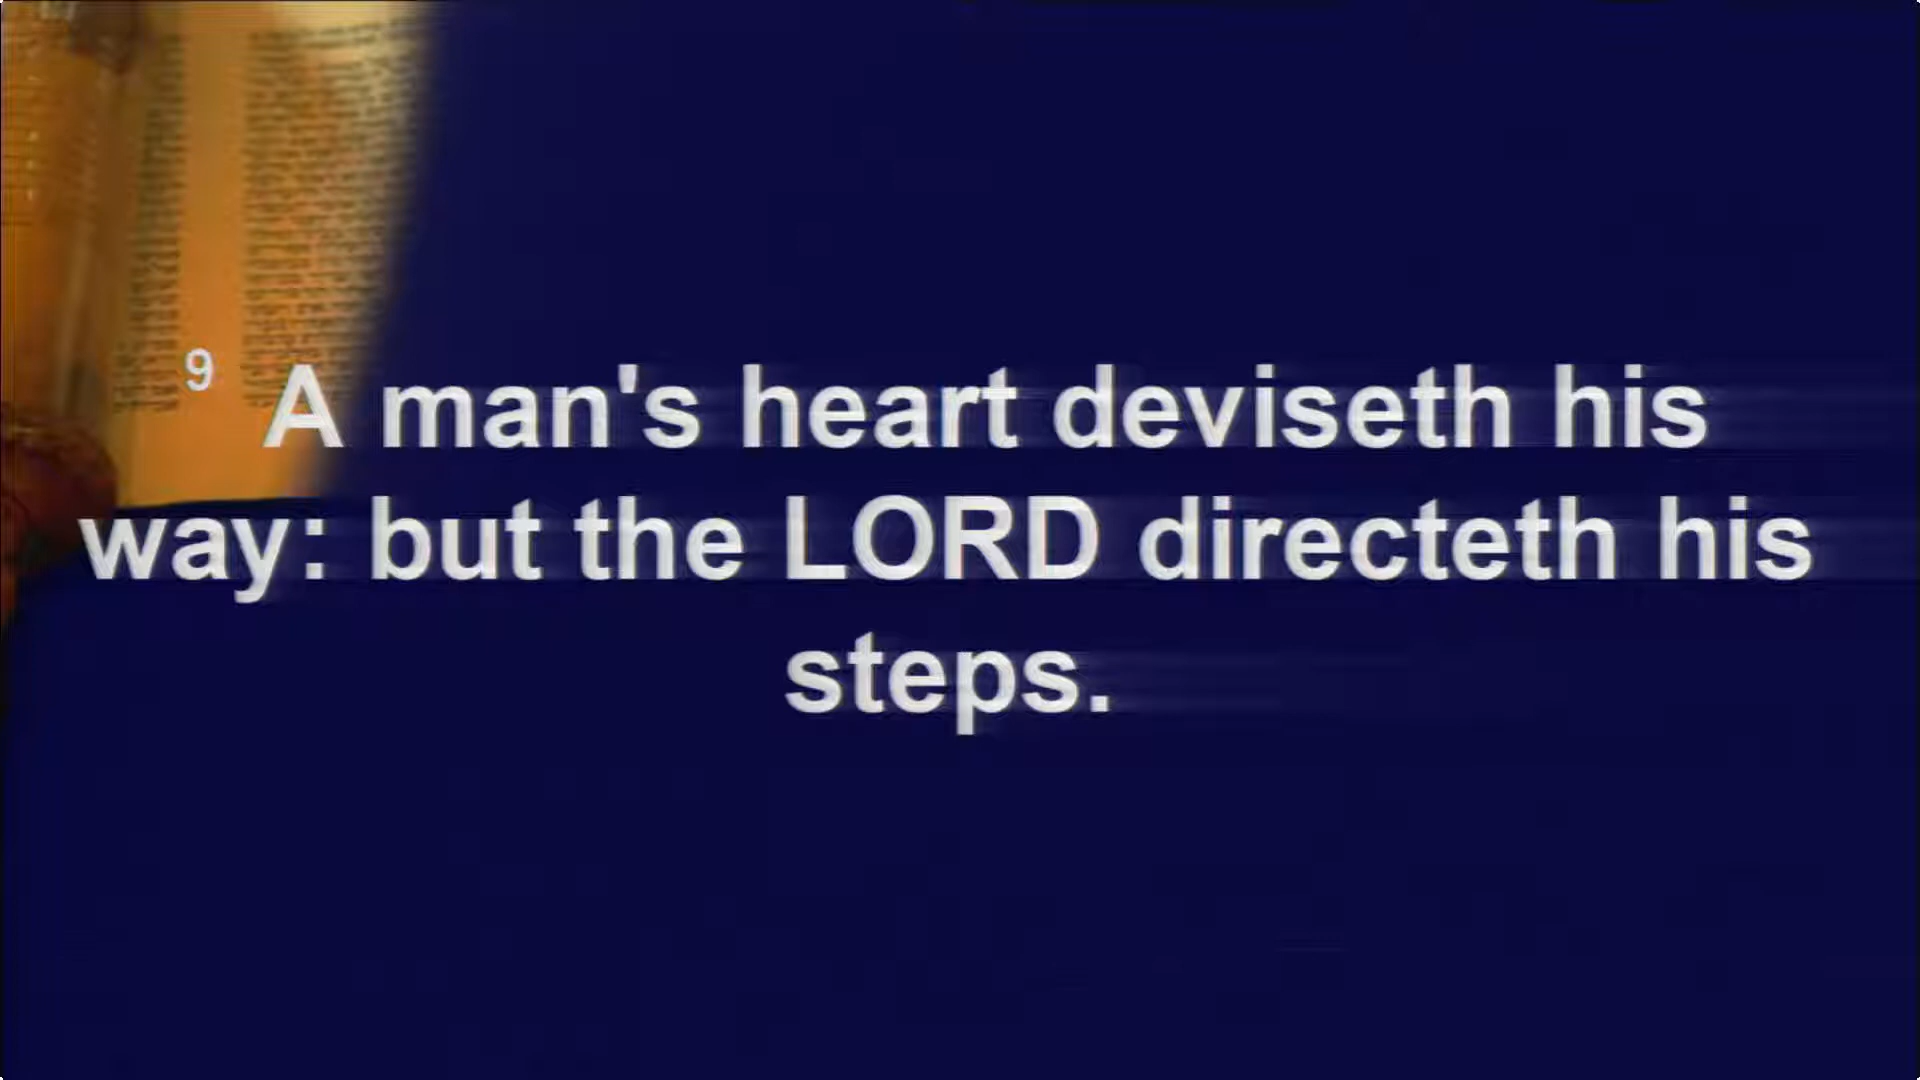 9 A man's heart deviseth his
way: but the LORD directeth his
steps.